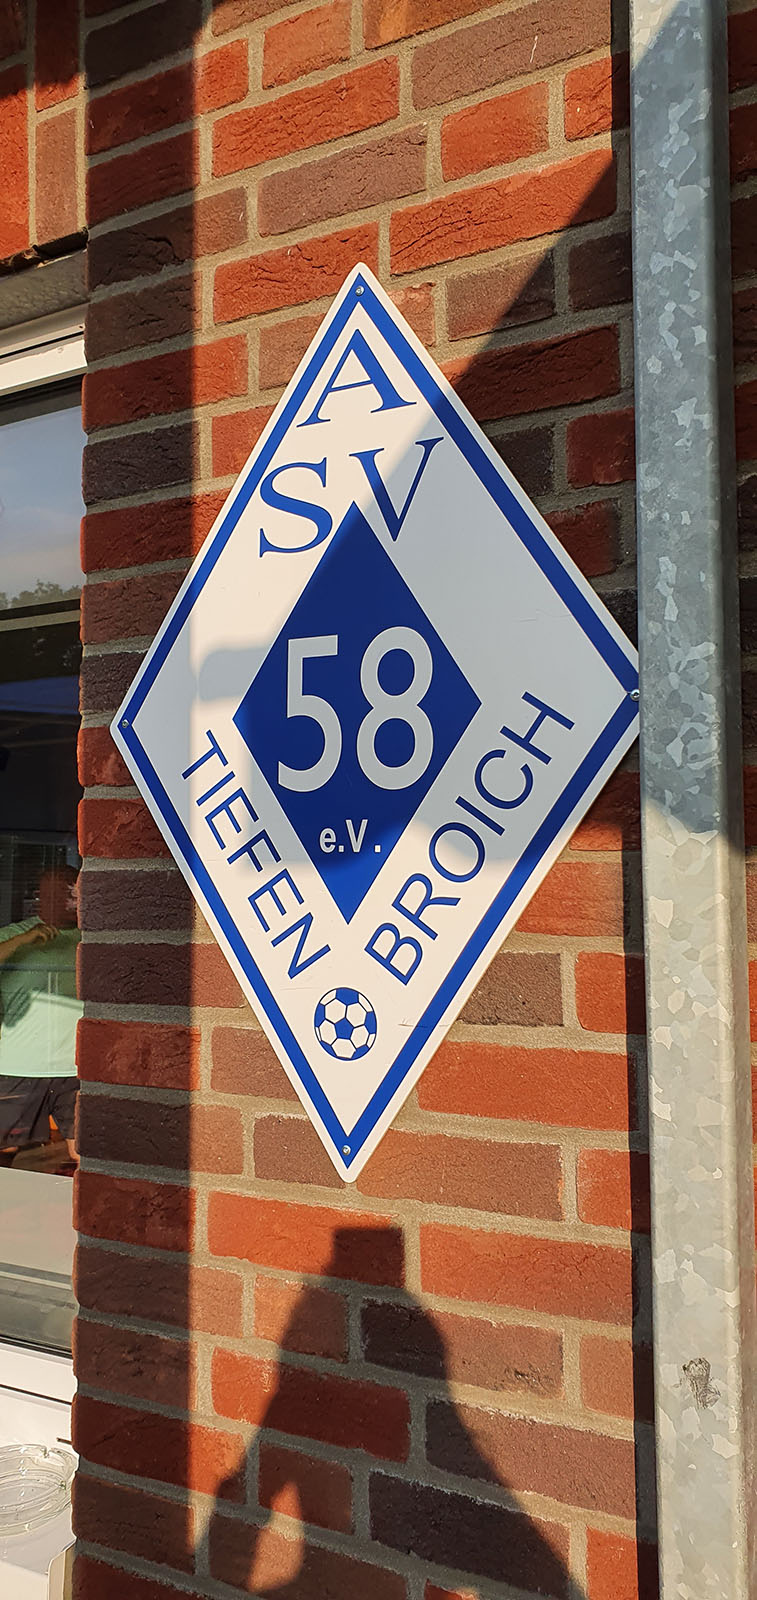 A
SV
58
e.V.
TIEFEN
BROICH